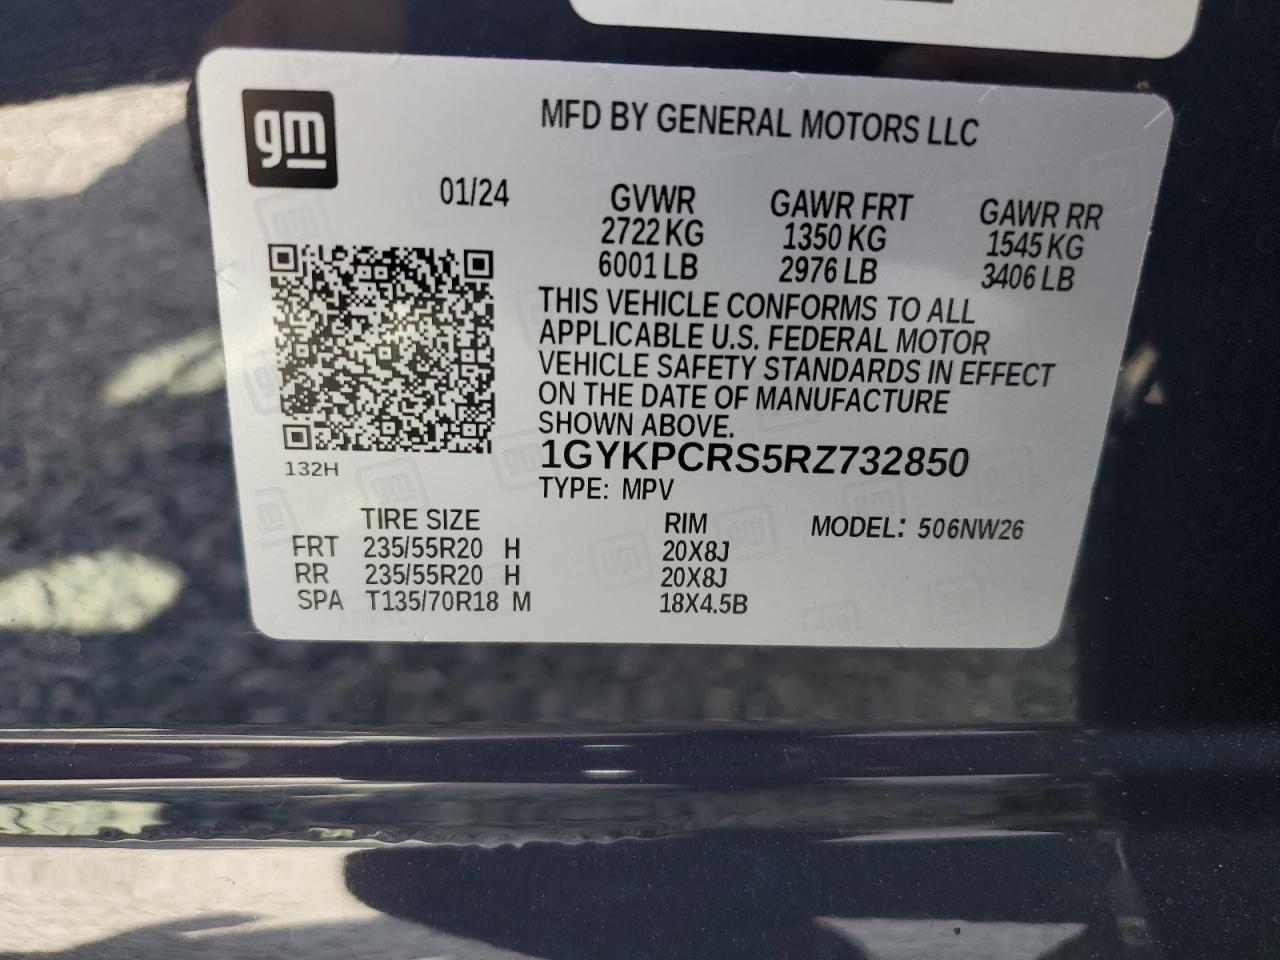 gm
MFD BY GENERAL MOTORS LLC
01/24
GVWR GAWR FRT GAWR RR
2722 KG 1350 KG 1545 KG
6001 LB 2976 LB 3406 LB
THIS VEHICLE CONFORMS TO ALL
APPLICABLE U.S. FEDERAL MOTOR
VEHICLE SAFETY STANDARDS IN EFFECT
ON THE DATE OF MANUFACTURE
SHOWN ABOVE.
1GYKPCRS5RZ732850
132H
TYPE: MPV
TIRE SIZE RIM MODEL: 506NW26
FRT 235/55R20 H 20X8J
RR 235/55R20 H 20X8J
SPA T135/70R18 M 18X4.5B